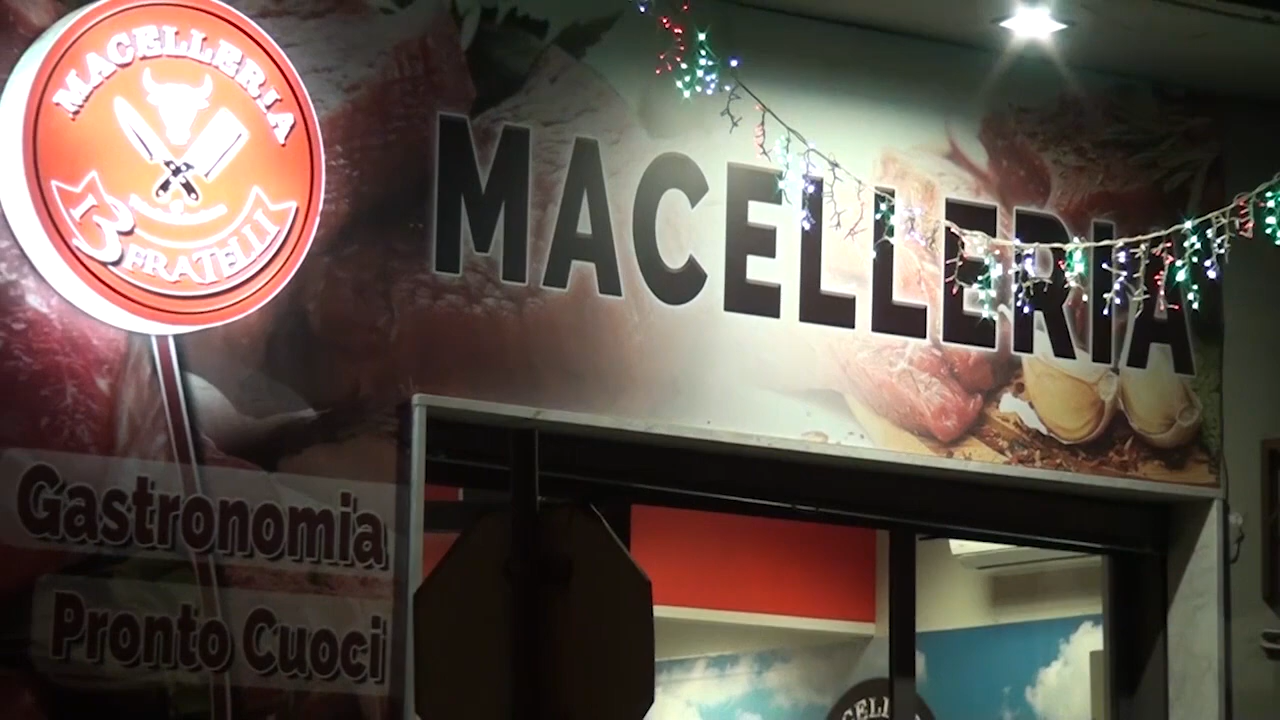 MACELLERIA
I 3 FRATELLI
MACELLERIA
Gastronomia
Pronto Cuoci